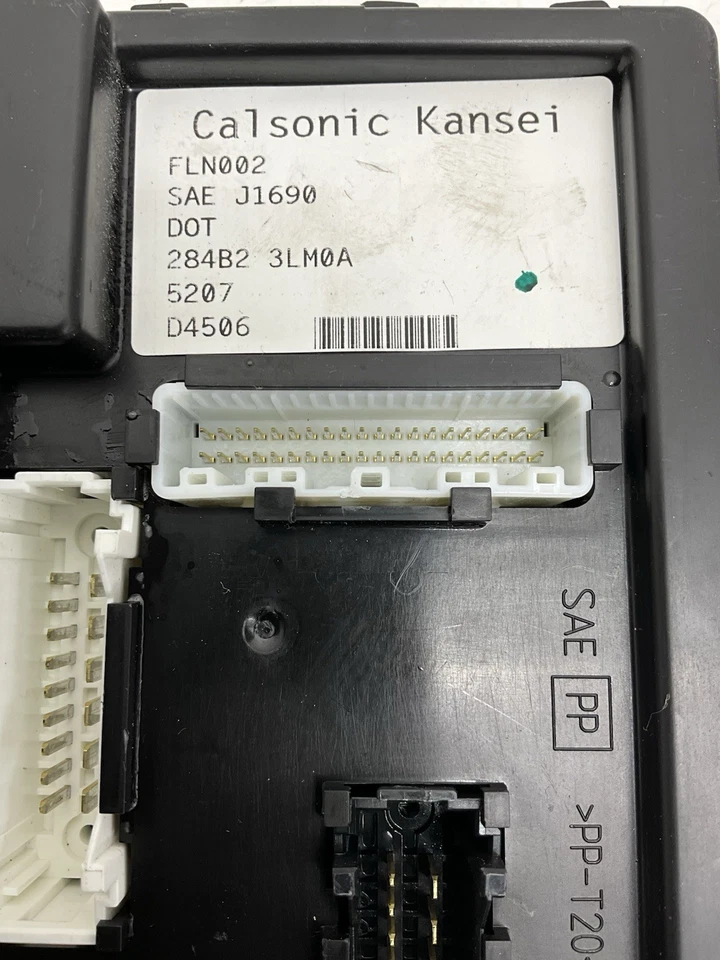 Calsonic Kansei
FLN002
SAE J1690
DOT
284B2 3LM0A
5207
D4506
SAE PP
>PP-T20